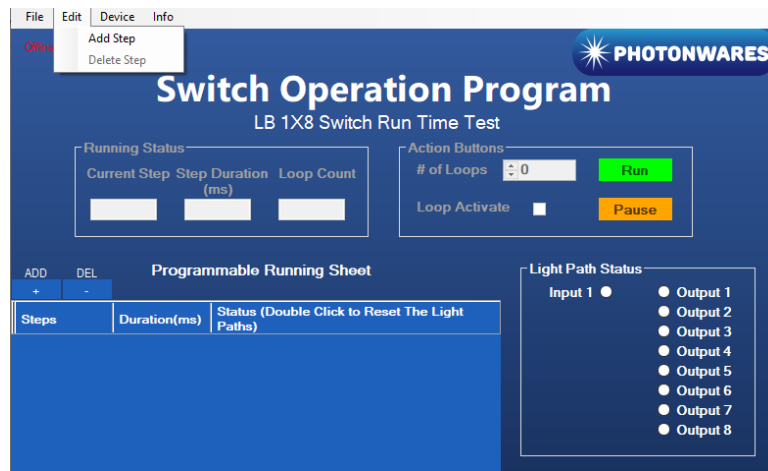 File Edit Device Info
Add Step
Delete Step
PHOTONWARES
Switch Operation Program
LB 1X8 Switch Run Time Test
Running Status
Current Step Step Duration (ms) Loop Count
Action Buttons
# of Loops 0 Run
Loop Activate Pause
ADD DEL Programmable Running Sheet
+ -
Steps Duration(ms) Status (Double Click to Reset The Light
Paths)
Light Path Status
Input 1 Output 1
Output 2
Output 3
Output 4
Output 5
Output 6
Output 7
Output 8